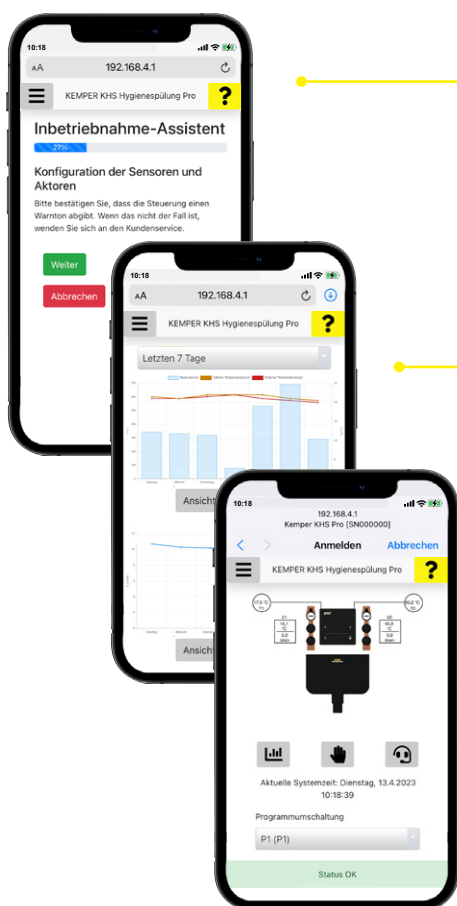 10:18
AA
192.168.4.1
KEMPER KHS Hygienespülung Pro
?
Inbetriebnahme-Assistent
27%
Konfiguration der Sensoren und
Aktoren
Bitte bestätigen Sie, dass die Steuerung einen
Warnton abgibt. Wenn das nicht der Fall ist,
wenden Sie sich an den Kundenservice.
Weiter
Abbrechen
10:18
AA
192.168.4.1
KEMPER KHS Hygienespülung Pro
?
Letzten 7 Tage
Ansicht
Ansicht
10:18
192.168.4.1
Kemper KHS Pro [SN000000]
Anmelden
Abbrechen
KEMPER KHS Hygienespülung Pro
?
Aktuelle Systemzeit: Dienstag, 13.4.2023
10:18:39
Programmumschaltung
P1 (P1)
Status OK